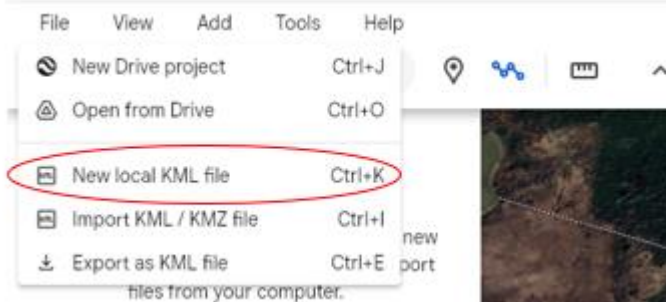 File View Add Tools Help
New Drive project Ctrl+J
Open from Drive Ctrl+O
New local KML file Ctrl+K
Import KML / KMZ file Ctrl+I
new
Export as KML file Ctrl+E
port
files from your computer.